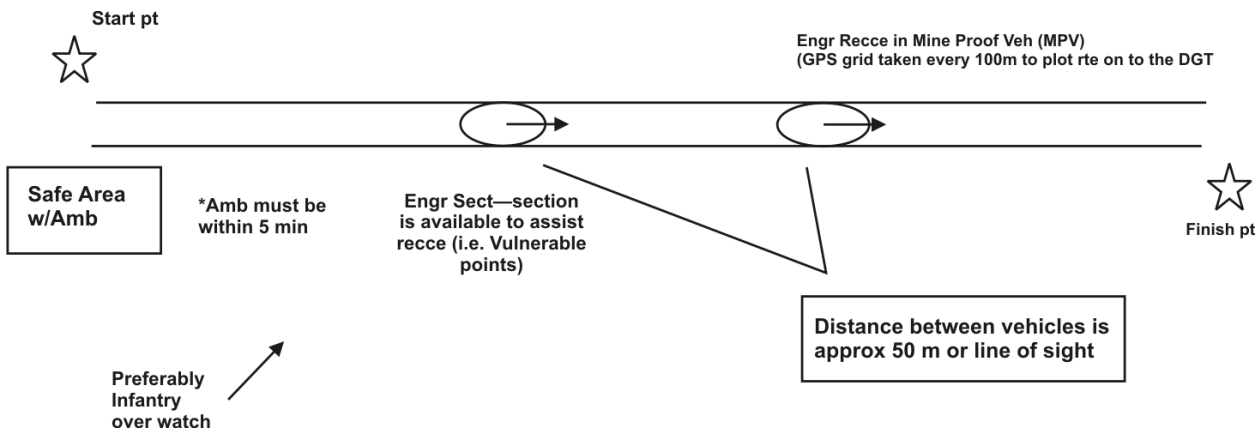 Start pt
Engr Recce in Mine Proof Veh (MPV)
(GPS grid taken every 100m to plot rte on to the DGT
Safe Area
w/Amb
*Amb must be
within 5 min
Engr Sect—section
is available to assist
recce (i.e. Vulnerable
points)
Finish pt
Distance between vehicles is
approx 50 m or line of sight
Preferably
Infantry
over watch